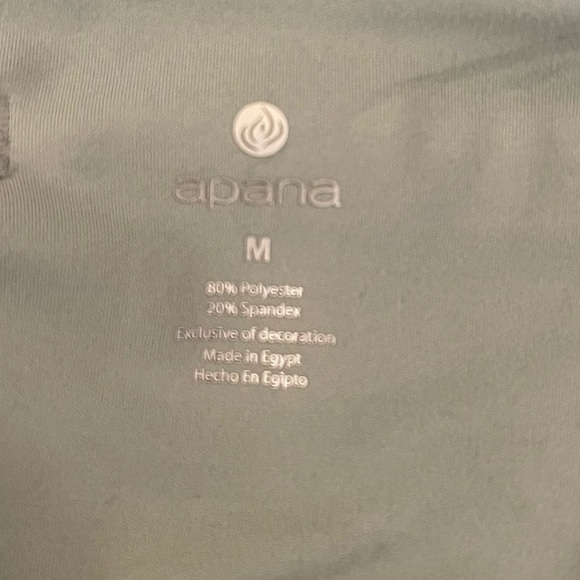 apana
M
80% Polyester
20% Spandex
Exclusive of decoration
Made in Egypt
Hecho En Egipto